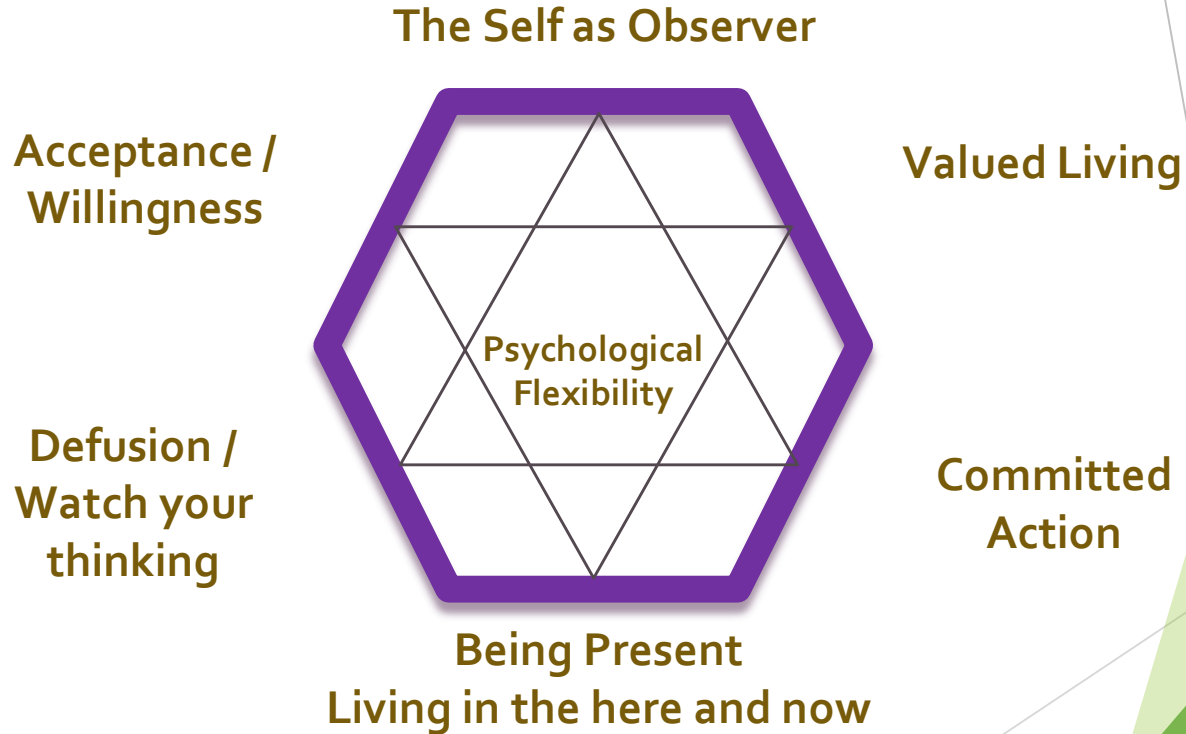 The Self as Observer
Acceptance /
Willingness
Valued Living
Psychological
Flexibility
Defusion /
Watch your
thinking
Committed
Action
Being Present
Living in the here and now